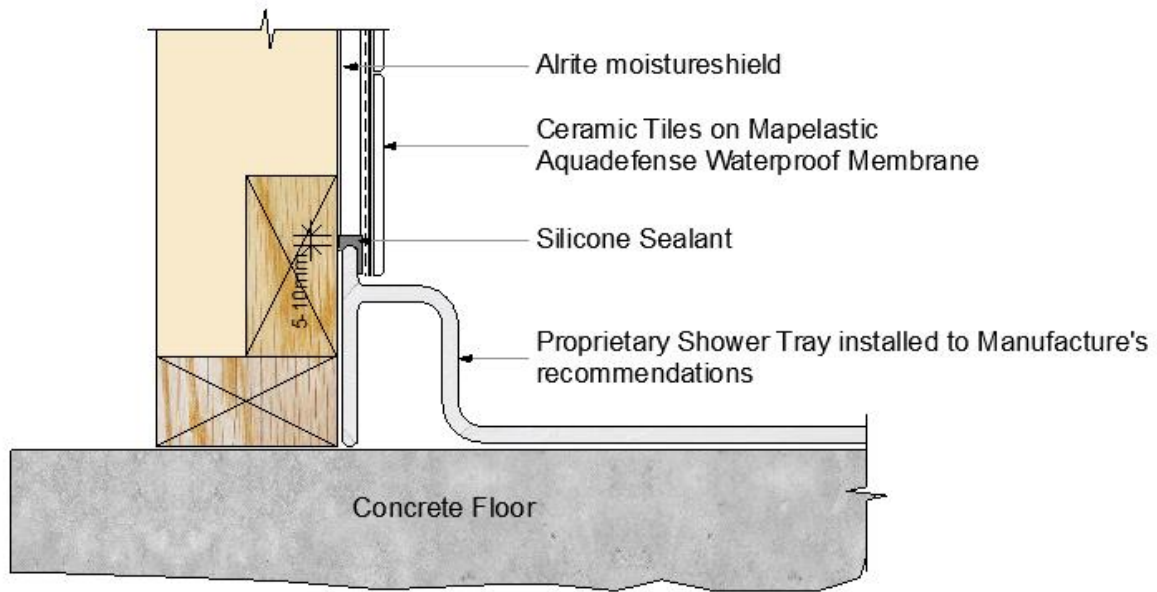 Alrite moistureshield
Ceramic Tiles on Mapelastic
Aquadefense Waterproof Membrane
Silicone Sealant
5-10mm
Proprietary Shower Tray installed to Manufacture's
recommendations
Concrete Floor